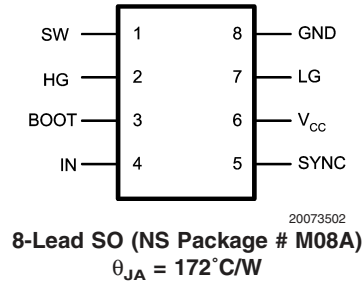 SW 1 8 GND
HG 2 7 LG
BOOT 3 6 VCC
IN 4 5 SYNC
20073502
8-Lead SO (NS Package # M08A)
θJA = 172˚C/W